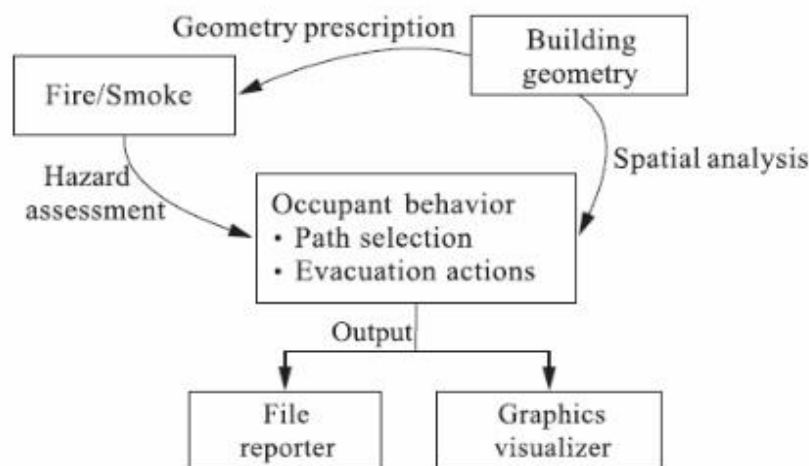 Geometry prescription
Building
geometry
Fire/Smoke
Spatial analysis
Hazard
assessment
Occupant behavior
• Path selection
• Evacuation actions
Output
File
reporter
Graphics
visualizer